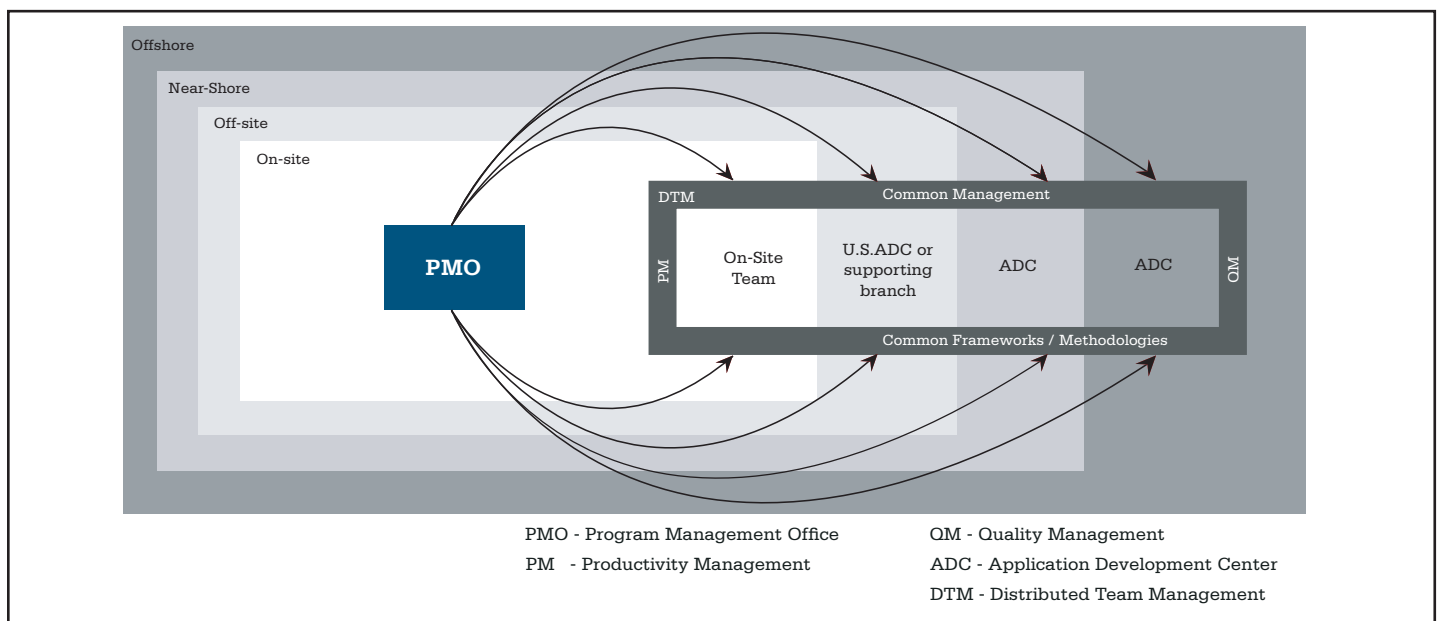 Offshore
Near-Shore
Off-site
On-site
PMO
DTM
Common Management
PM
On-Site
Team
U.S.ADC or
supporting
branch
ADC
ADC
QM
Common Frameworks / Methodologies
PMO - Program Management Office
PM - Productivity Management
QM - Quality Management
ADC - Application Development Center
DTM - Distributed Team Management